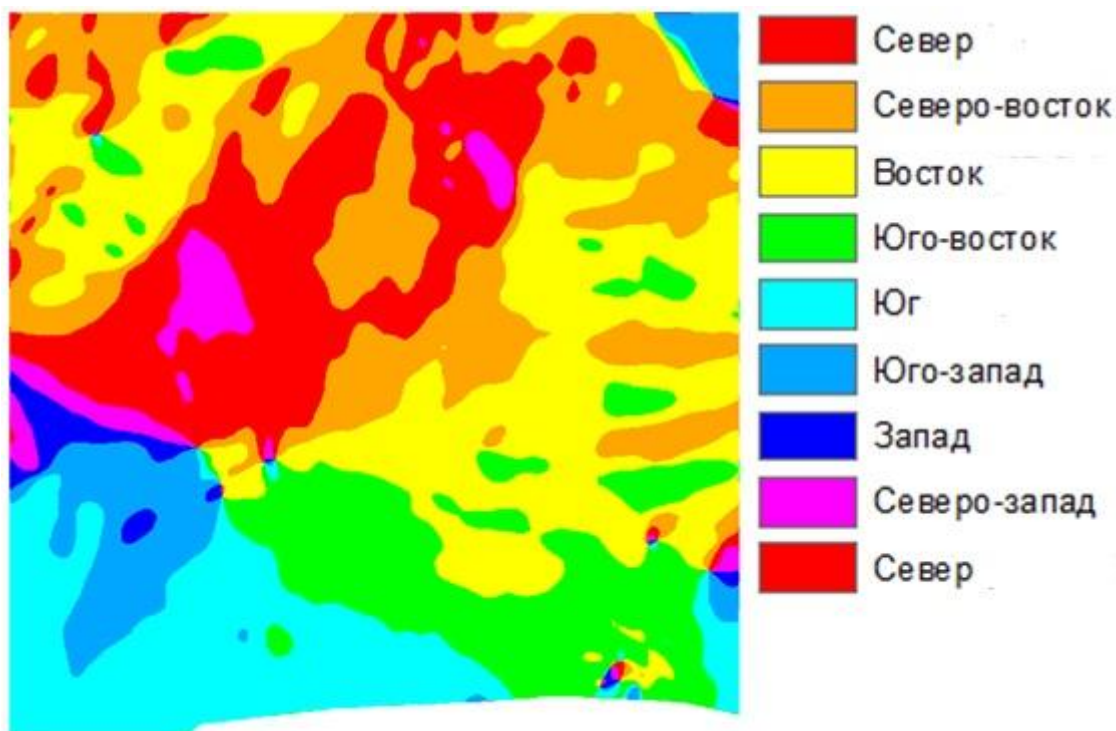 Север
Северо-восток
Восток
Юго-восток
Юг
Юго-запад
Запад
Северо-запад
Север